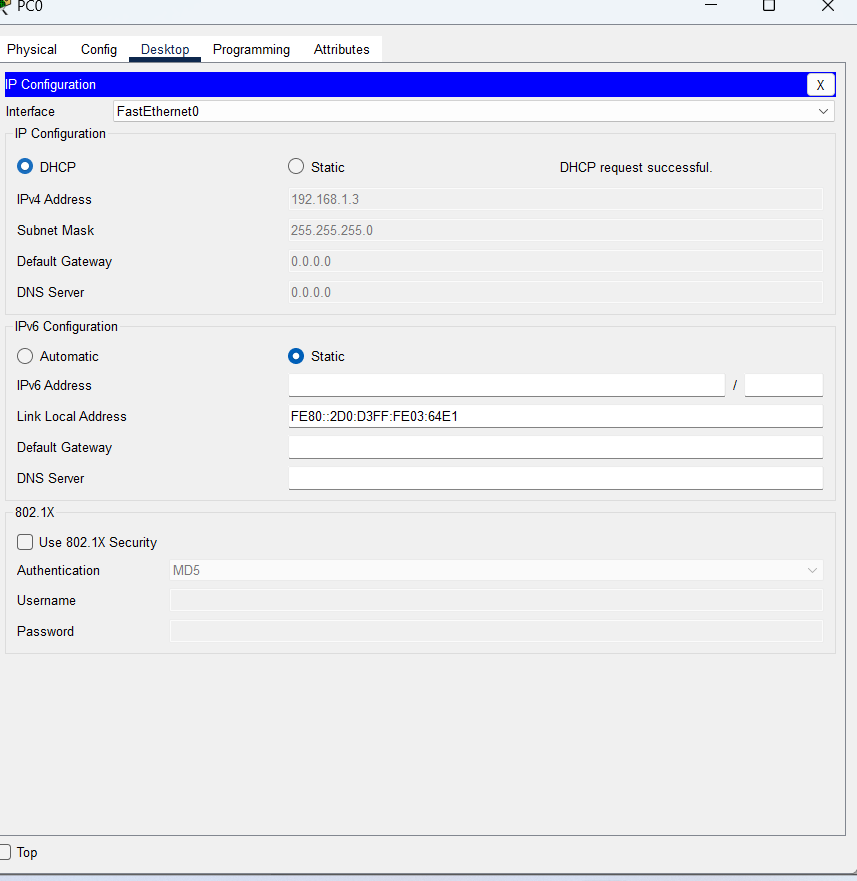 PC0
Physical Config Desktop Programming Attributes
IP Configuration X
Interface FastEthernet0
IP Configuration
DHCP Static DHCP request successful.
IPv4 Address 192.168.1.3
Subnet Mask 255.255.255.0
Default Gateway 0.0.0.0
DNS Server 0.0.0.0
IPv6 Configuration
Automatic Static
IPv6 Address /
Link Local Address FE80::2D0:D3FF:FE03:64E1
Default Gateway
DNS Server
802.1X
Use 802.1X Security
Authentication MD5
Username
Password
Top